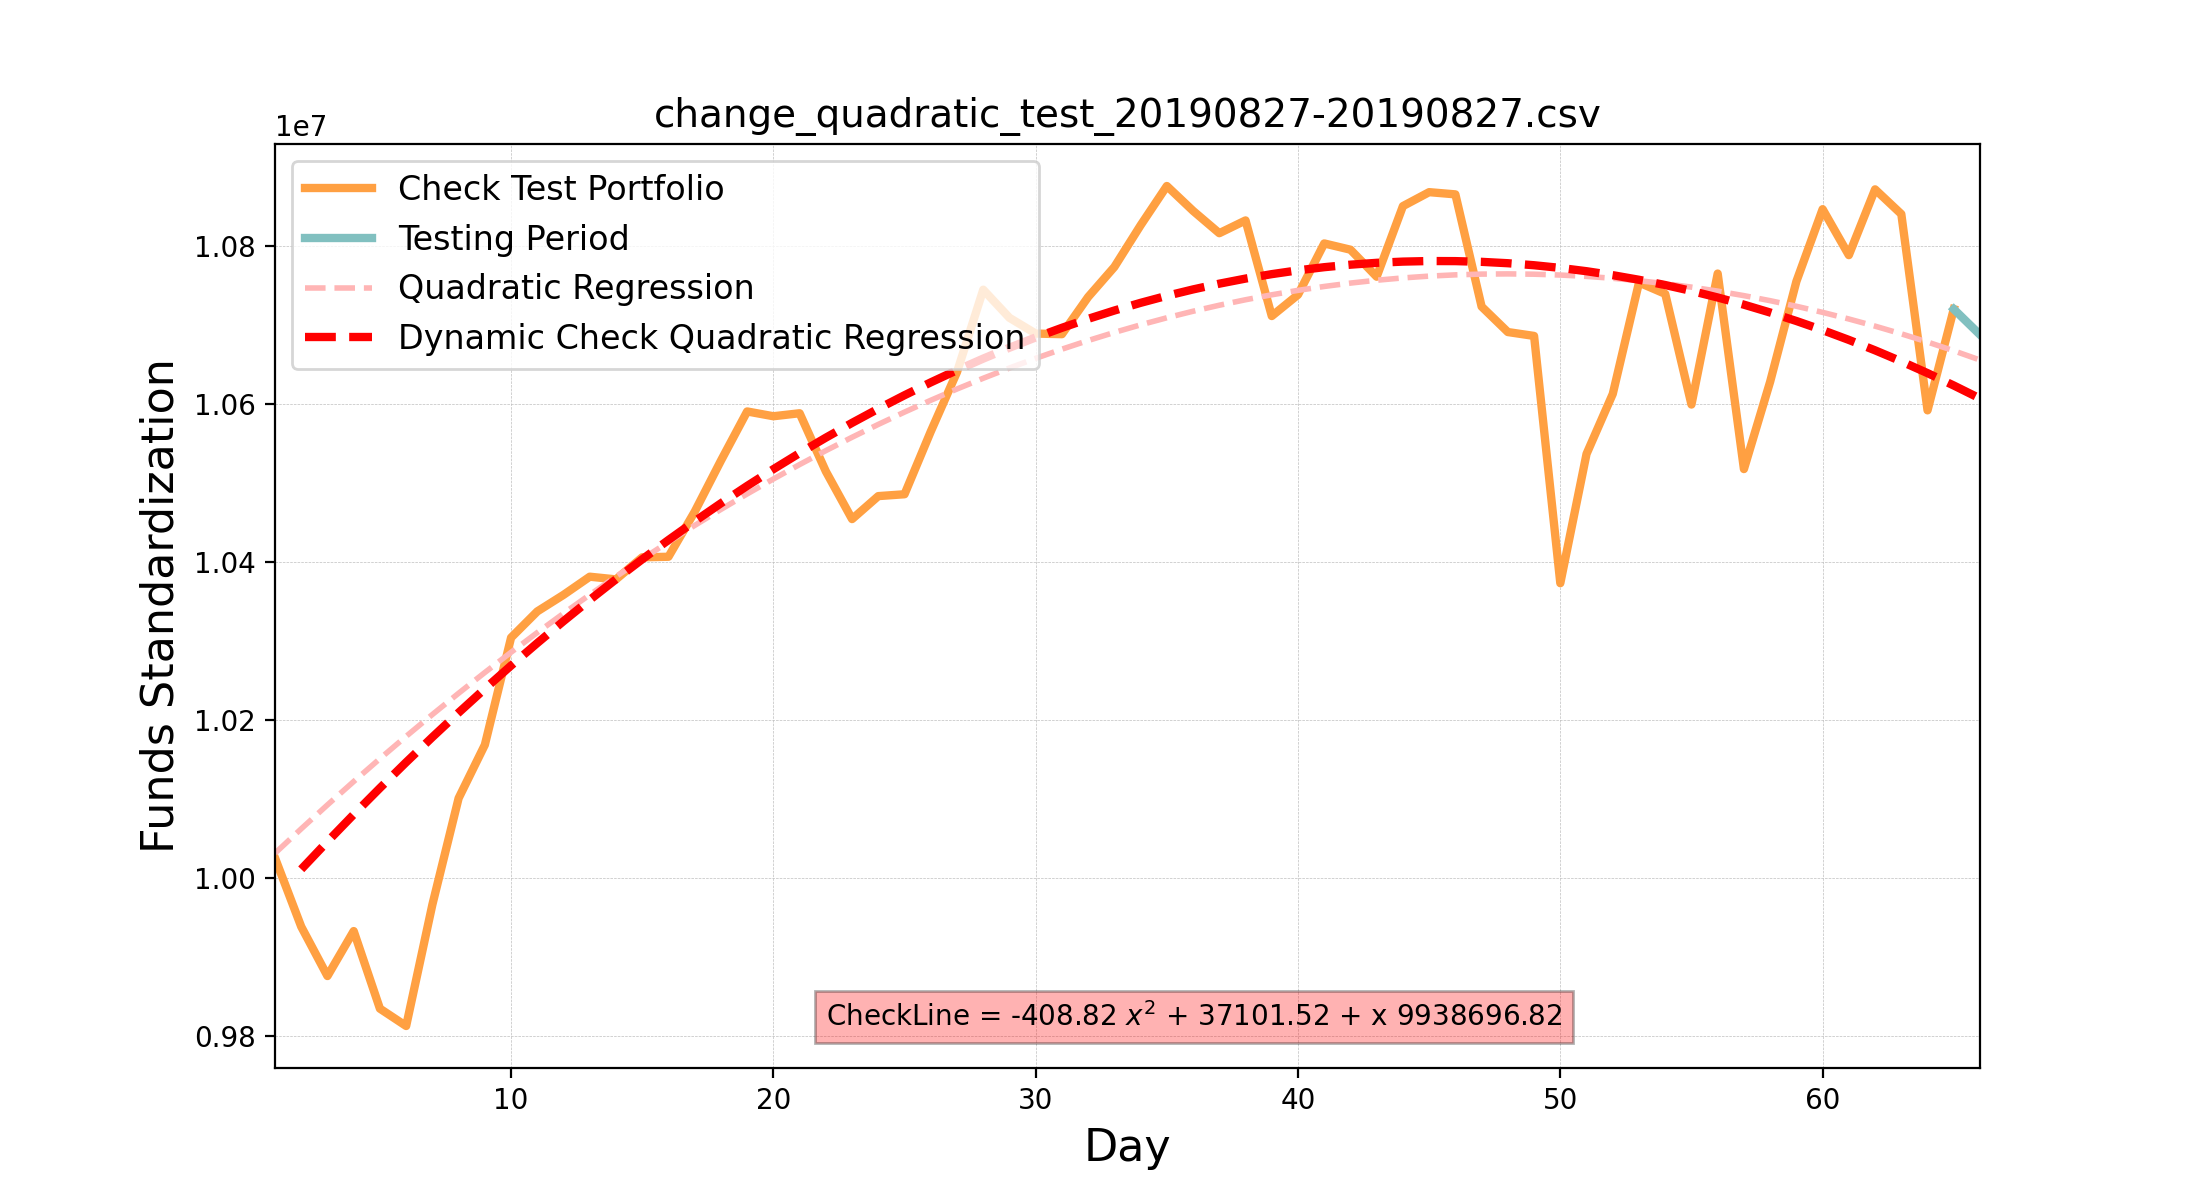 change_quadratic_test_20190827-20190827.csv
1e7
Check Test Portfolio
Testing Period
Quadratic Regression
Dynamic Check Quadratic Regression
1.08
1.06
1.04
1.02
1.00
0.98
Funds Standardization
CheckLine = -408.82 x² + 37101.52 + x 9938696.82
10 20 30 40 50 60
Day